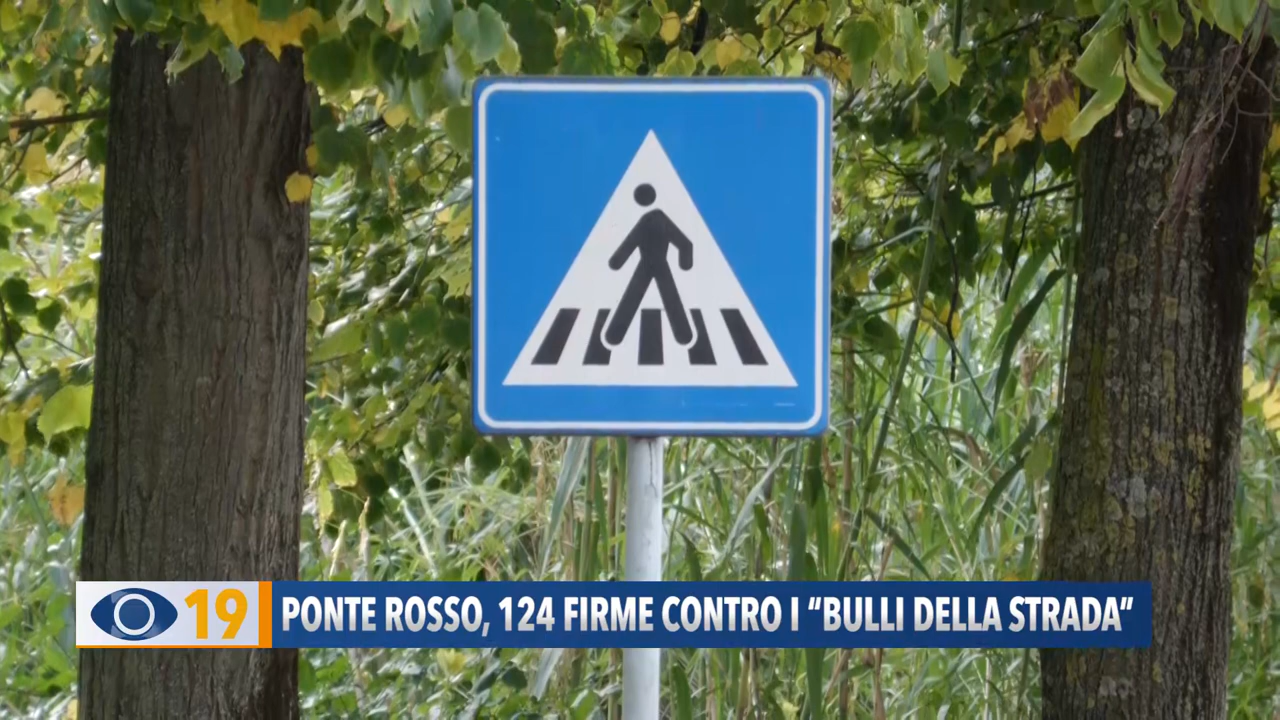 19 PONTE ROSSO, 124 FIRME CONTRO I “BULLI DELLA STRADA”